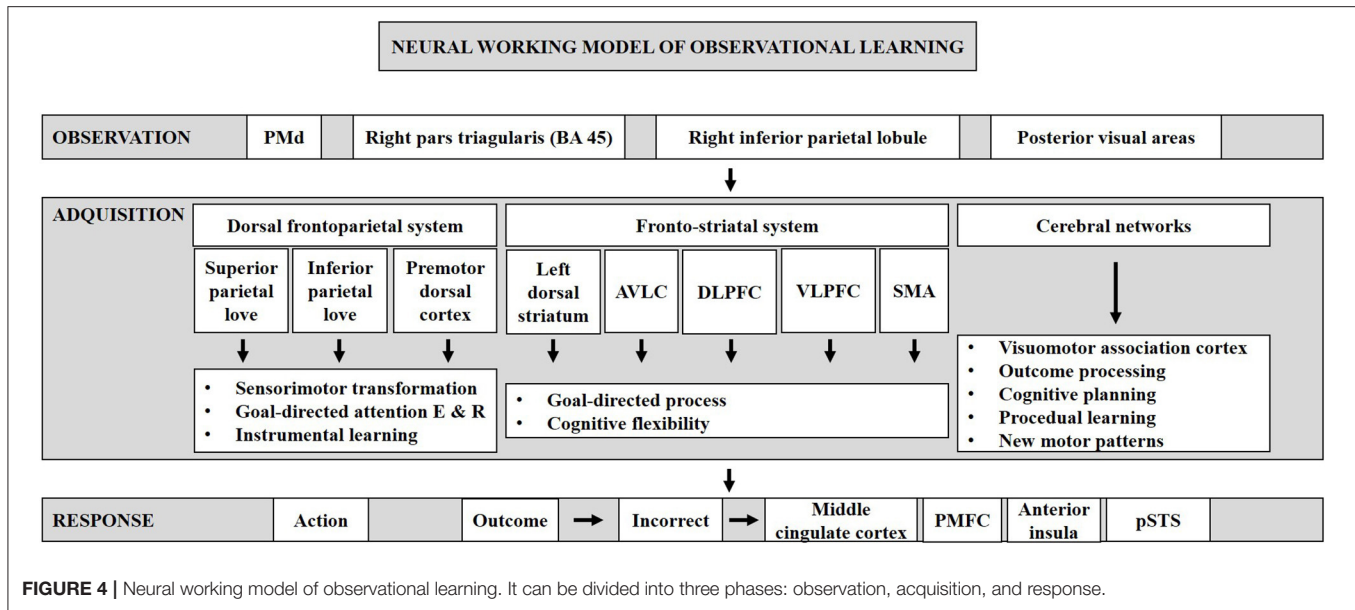 NEURAL WORKING MODEL OF OBSERVATIONAL LEARNING
OBSERVATION
PMd
Right pars triagularis (BA 45)
Right inferior parietal lobule
Posterior visual areas
ADQUISITION
Dorsal frontoparietal system
Superior
parietal
love
Inferior
parietal
love
Premotor
dorsal
cortex
• Sensorimotor transformation
• Goal-directed attention E & R
• Instrumental learning
Fronto-striatal system
Left
dorsal
striatum
AVLC
DLPFC
VLPFC
SMA
• Goal-directed process
• Cognitive flexibility
Cerebral networks
• Visuomotor association cortex
• Outcome processing
• Cognitive planning
• Procedual learning
• New motor patterns
RESPONSE
Action
Outcome
Incorrect
Middle
cingulate cortex
PMFC
Anterior
insula
pSTS
FIGURE 4 | Neural working model of observational learning. It can be divided into three phases: observation, acquisition, and response.